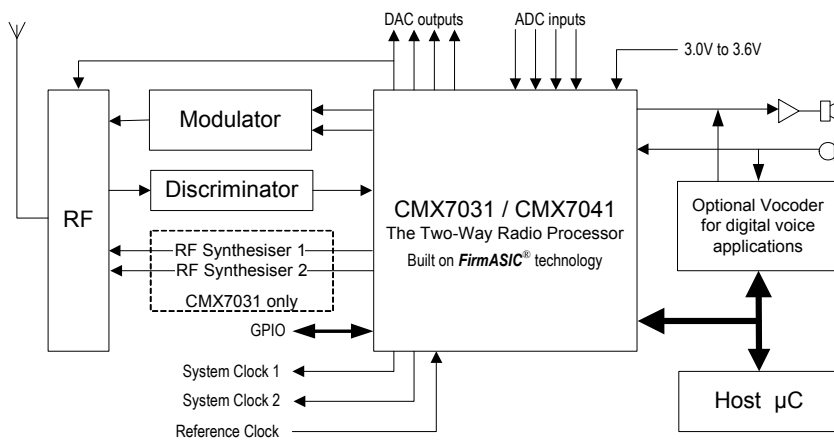 DAC outputs
ADC inputs
3.0V to 3.6V
Modulator
Discriminator
RF
RF Synthesiser 1
RF Synthesiser 2
CMX7031 only
CMX7031 / CMX7041
The Two-Way Radio Processor
Built on FirmASIC® technology
Optional Vocoder
for digital voice
applications
GPIO
System Clock 1
System Clock 2
Reference Clock
Host µC